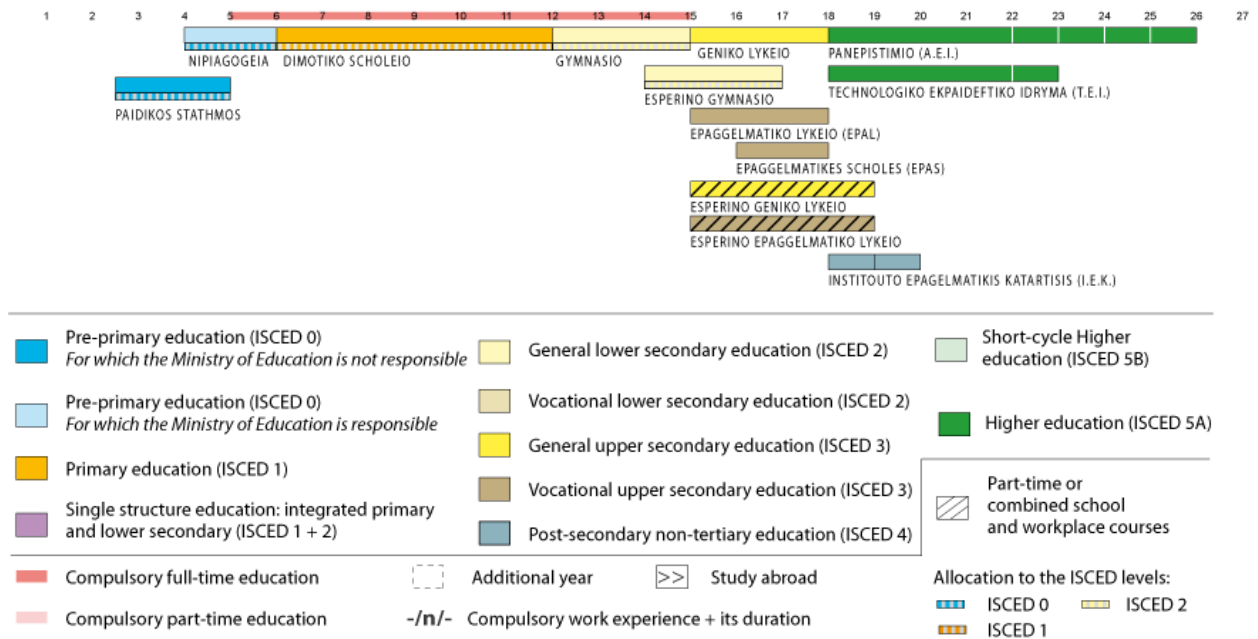 1 2 3 4 5 6 7 8 9 10 11 12 13 14 15 16 17 18 19 20 21 22 23 24 25 26 27
NIPIAGOGEIA DIMOTIKO SCHOLEIO GYMNASIO GENIKO LYKEIO PANEPISTIMIO (A.E.I.)
ESPERINO GYMNASIO TECHNOLOGIKO EKPAIDEFTIKO IDRYMA (T.E.I.)
PAIDIKOS STATHMOS
EPAGGELMATIKO LYKEIO (EPAL)
EPAGGELMATIKES SCHOLES (EPAS)
ESPERINO GENIKO LYKEIO
ESPERINO EPAGGELMATIKO LYKEIO
INSTITOUTO EPAGELMATIKIS KATARTISIS (I.E.K.)
Pre-primary education (ISCED 0)
For which the Ministry of Education is not responsible
Pre-primary education (ISCED 0)
For which the Ministry of Education is responsible
Primary education (ISCED 1)
Single structure education: integrated primary
and lower secondary (ISCED 1 + 2)
General lower secondary education (ISCED 2)
Vocational lower secondary education (ISCED 2)
General upper secondary education (ISCED 3)
Vocational upper secondary education (ISCED 3)
Post-secondary non-tertiary education (ISCED 4)
Short-cycle Higher
education (ISCED 5B)
Higher education (ISCED 5A)
Part-time or
combined school
and workplace courses
Compulsory full-time education
Additional year
>> Study abroad
Compulsory part-time education
-/n/- Compulsory work experience + its duration
Allocation to the ISCED levels:
ISCED 0 ISCED 2
ISCED 1